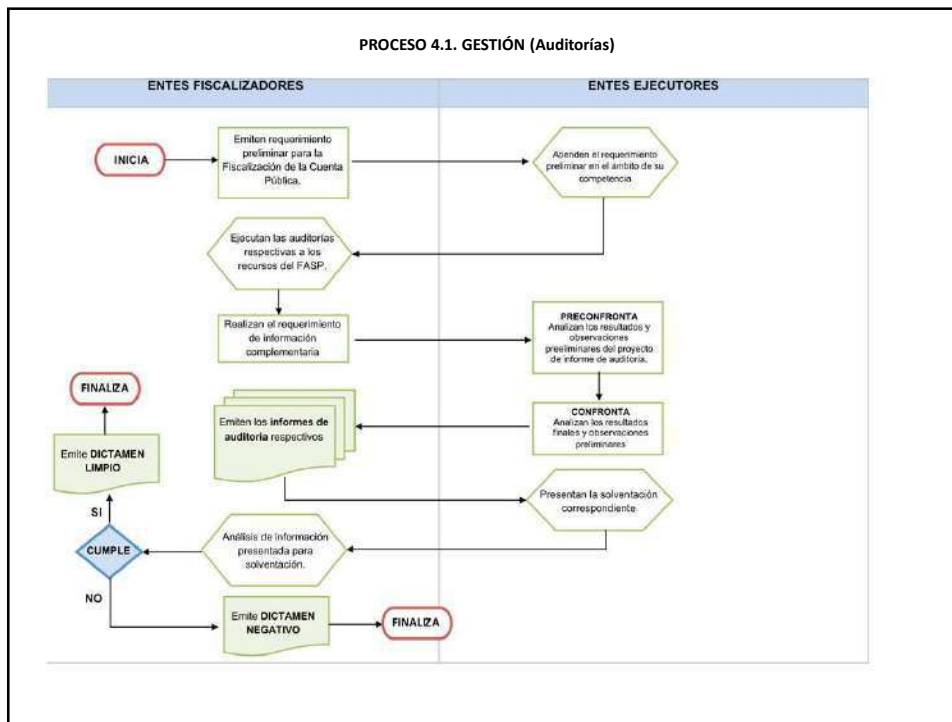 PROCESO 4.1. GESTIÓN (Auditorías)
ENTES FISCALIZADORES
ENTES EJECUTORES
INICIA
Emiten requerimiento
preliminar para la
Fiscalización de la Cuenta
Pública.
Atienden el requerimiento
preliminar en el ámbito de su
competencia.
Ejecutan las auditorías
respectivas a los
recursos del FASP.
Realizan el requerimiento
de información
complementaria
PRECONFRONTA
Analizan los resultados y
observaciones
preeliminares del proyecto
de informe de auditoría.
CONFRONTA
Analizan los resultados
finales y observaciones
preliminares
Emiten los informes de
auditoria respectivos
FINALIZA
Emite DICTAMEN
LIMPIO
Presentan la solventación
correspondiente
SI
CUMPLE
Análisis de información
presentada para
solventación.
NO
Emite DICTAMEN
NEGATIVO
FINALIZA